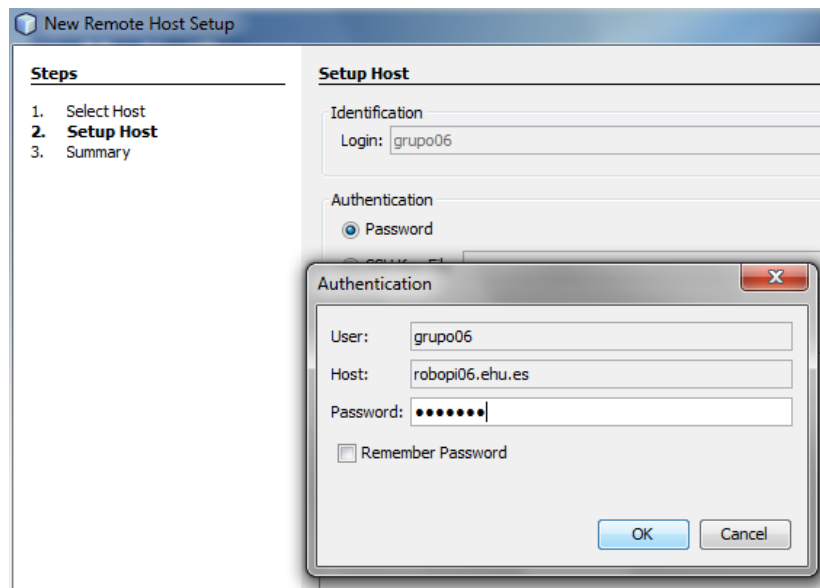 New Remote Host Setup
Steps
1. Select Host
2. Setup Host
3. Summary
Setup Host
Identification
Login: grupo06
Authentication
Password
Authentication
User: grupo06
Host: robopi06.ehu.es
Password: •••••••
Remember Password
OK Cancel